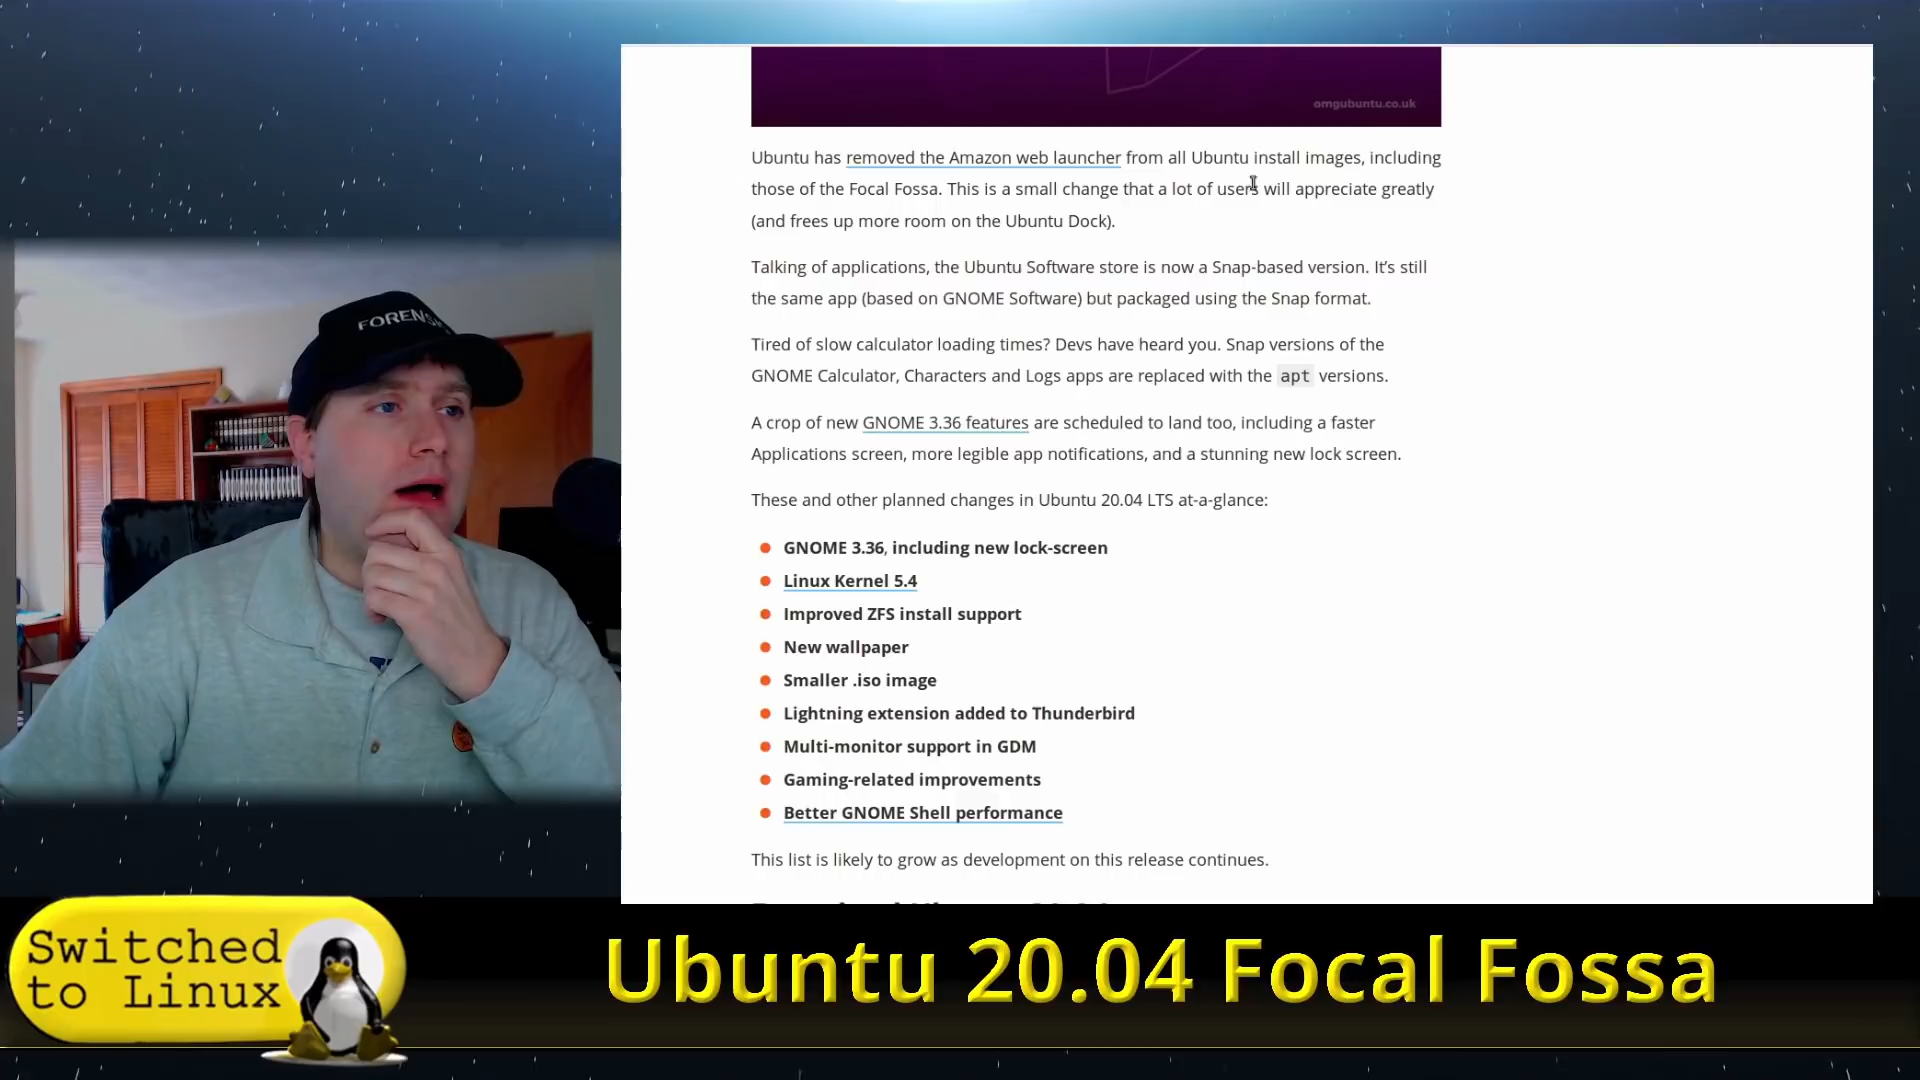 omgubuntu.co.uk
Ubuntu has removed the Amazon web launcher from all Ubuntu install images, including
those of the Focal Fossa. This is a small change that a lot of users will appreciate greatly
(and frees up more room on the Ubuntu Dock).
Talking of applications, the Ubuntu Software store is now a Snap-based version. It’s still
the same app (based on GNOME Software) but packaged using the Snap format.
Tired of slow calculator loading times? Devs have heard you. Snap versions of the
GNOME Calculator, Characters and Logs apps are replaced with the apt versions.
A crop of new GNOME 3.36 features are scheduled to land too, including a faster
Applications screen, more legible app notifications, and a stunning new lock screen.
These and other planned changes in Ubuntu 20.04 LTS at-a-glance:
GNOME 3.36, including new lock-screen
Linux Kernel 5.4
Improved ZFS install support
New wallpaper
Smaller .iso image
Lightning extension added to Thunderbird
Multi-monitor support in GDM
Gaming-related improvements
Better GNOME Shell performance
This list is likely to grow as development on this release continues.
Switched
to Linux
Ubuntu 20.04 Focal Fossa